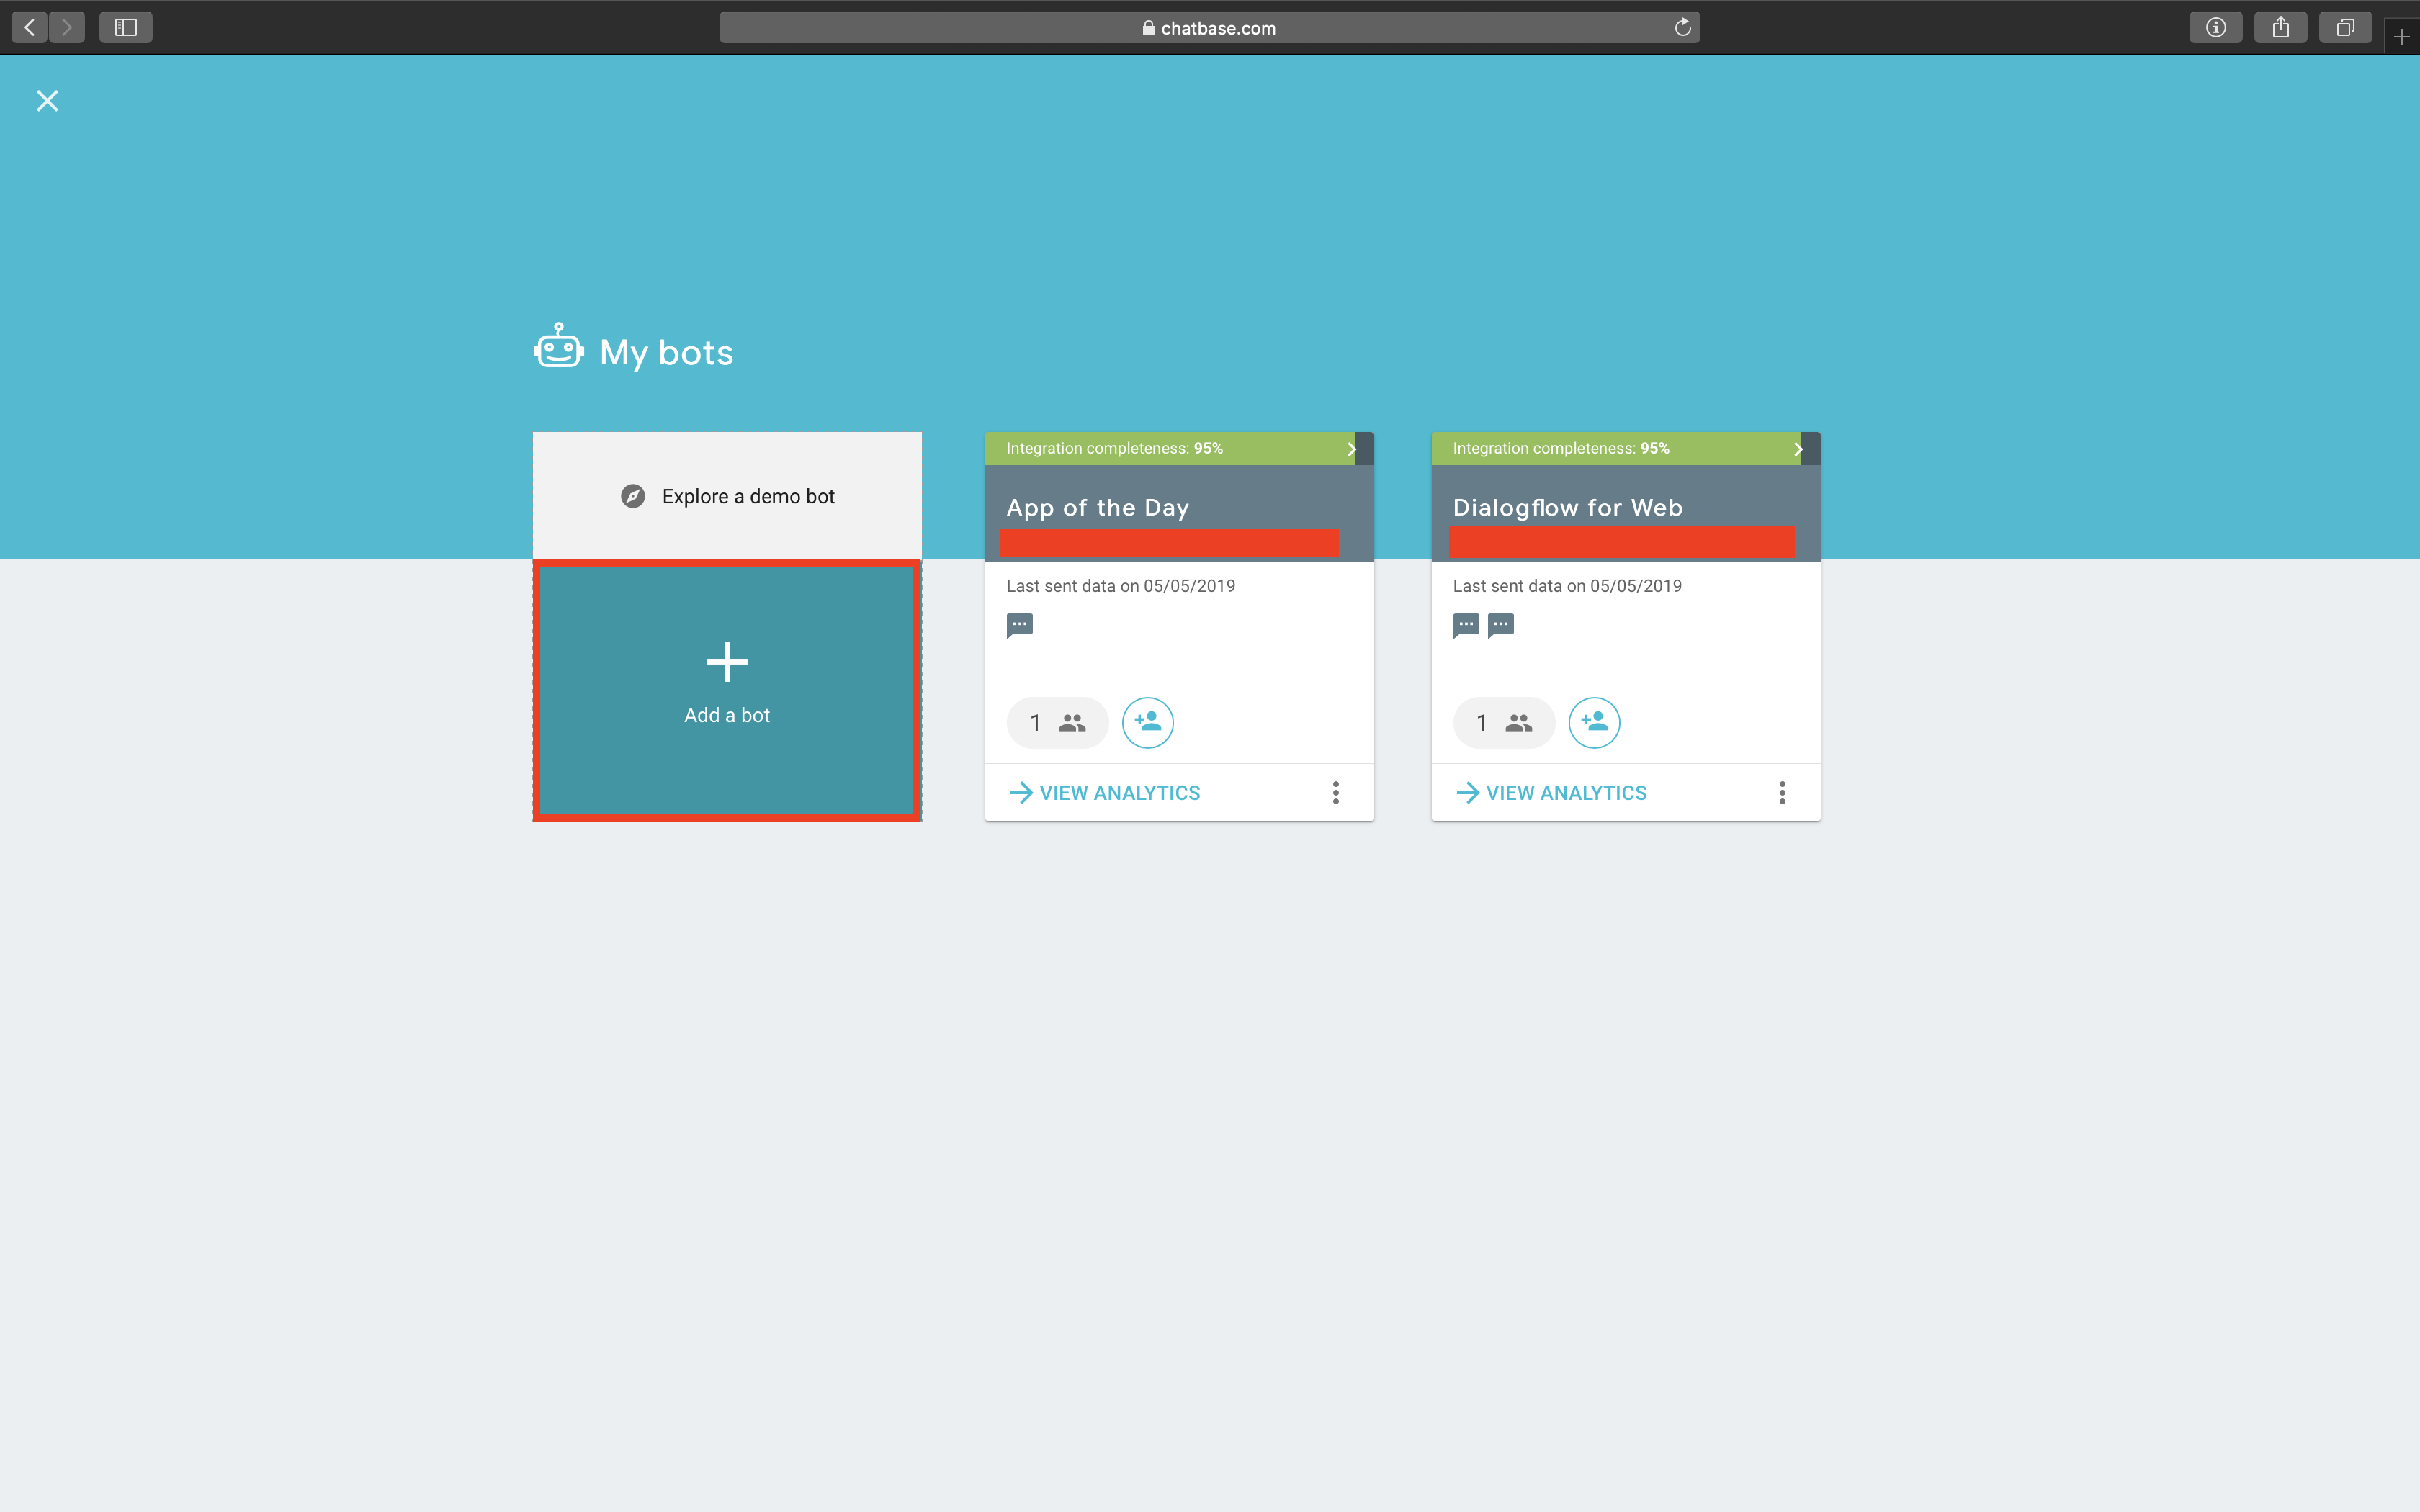 chatbase.com
My bots
Explore a demo bot
Add a bot
Integration completeness: 95%
App of the Day
Last sent data on 05/05/2019
1
VIEW ANALYTICS
Integration completeness: 95%
Dialogflow for Web
Last sent data on 05/05/2019
1
VIEW ANALYTICS